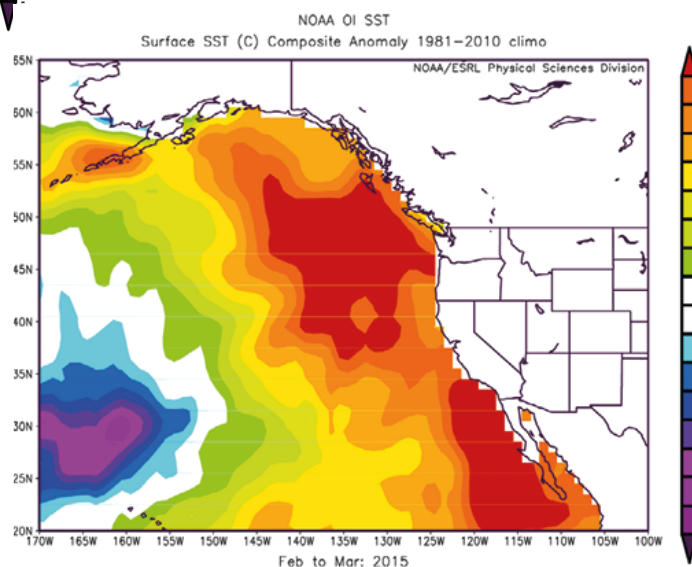 NOAA OI SST
Surface SST (C) Composite Anomaly 1981–2010 climo
NOAA/ESRL Physical Sciences Division
65N
60N
55N
50N
45N
40N
35N
30N
25N
20N
170W 165W 160W 155W 150W 145W 140W 135W 130W 125W 120W 115W 110W 105W 100W
Feb to Mar: 2015